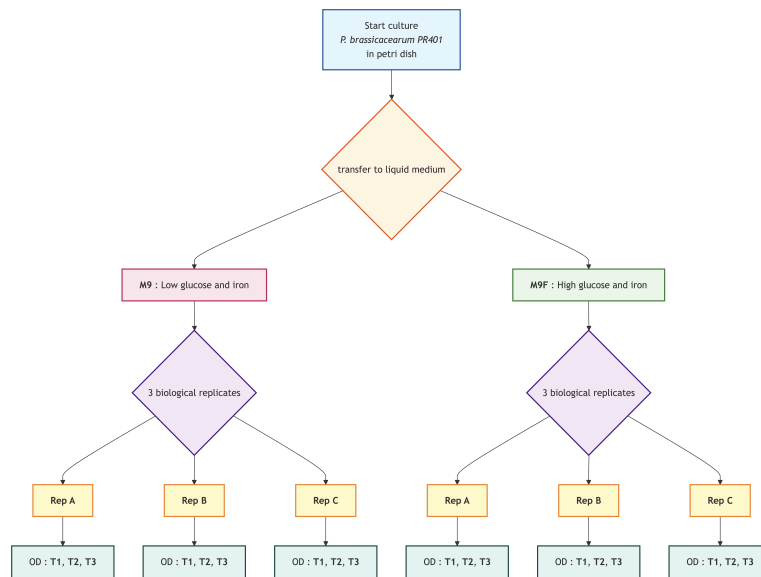 Start culture
P. brassicacearum PR401
in petri dish
transfer to liquid medium
M9 : Low glucose and iron
M9F : High glucose and iron
3 biological replicates
3 biological replicates
Rep A
Rep B
Rep C
Rep A
Rep B
Rep C
OD : T1, T2, T3
OD : T1, T2, T3
OD : T1, T2, T3
OD : T1, T2, T3
OD : T1, T2, T3
OD : T1, T2, T3